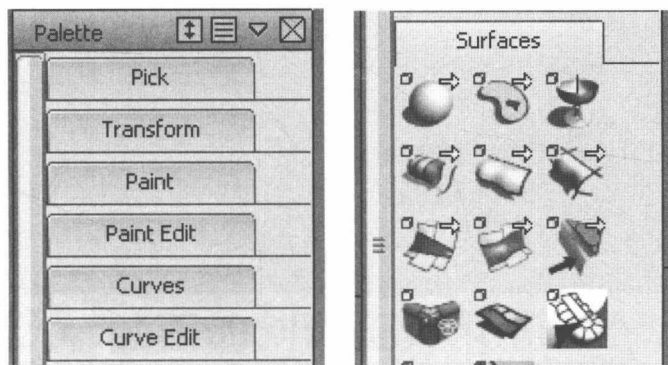 Palette
Pick
Transform
Paint
Paint Edit
Curves
Curve Edit
Surfaces